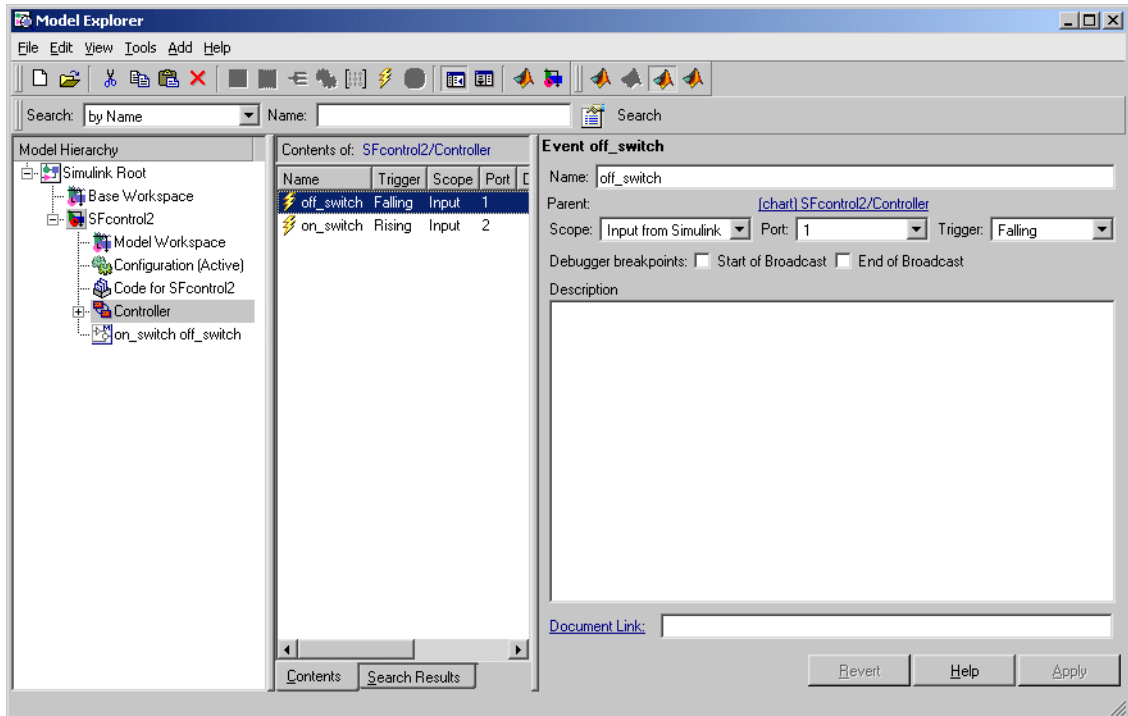 Model Explorer
File Edit View Tools Add Help
Search: by Name Name: Search
Model Hierarchy
Simulink Root
Base Workspace
SFcontrol2
Model Workspace
Configuration (Active)
Code for SFcontrol2
Controller
on_switch off_switch
Contents of: SFcontrol2/Controller
Name Trigger Scope Port D
off_switch Falling Input 1
on_switch Rising Input 2
Contents Search Results
Event off_switch
Name: off_switch
Parent: (chart) SFcontrol2/Controller
Scope: Input from Simulink Port: 1 Trigger: Falling
Debugger breakpoints: Start of Broadcast End of Broadcast
Description
Document Link:
Revert Help Apply